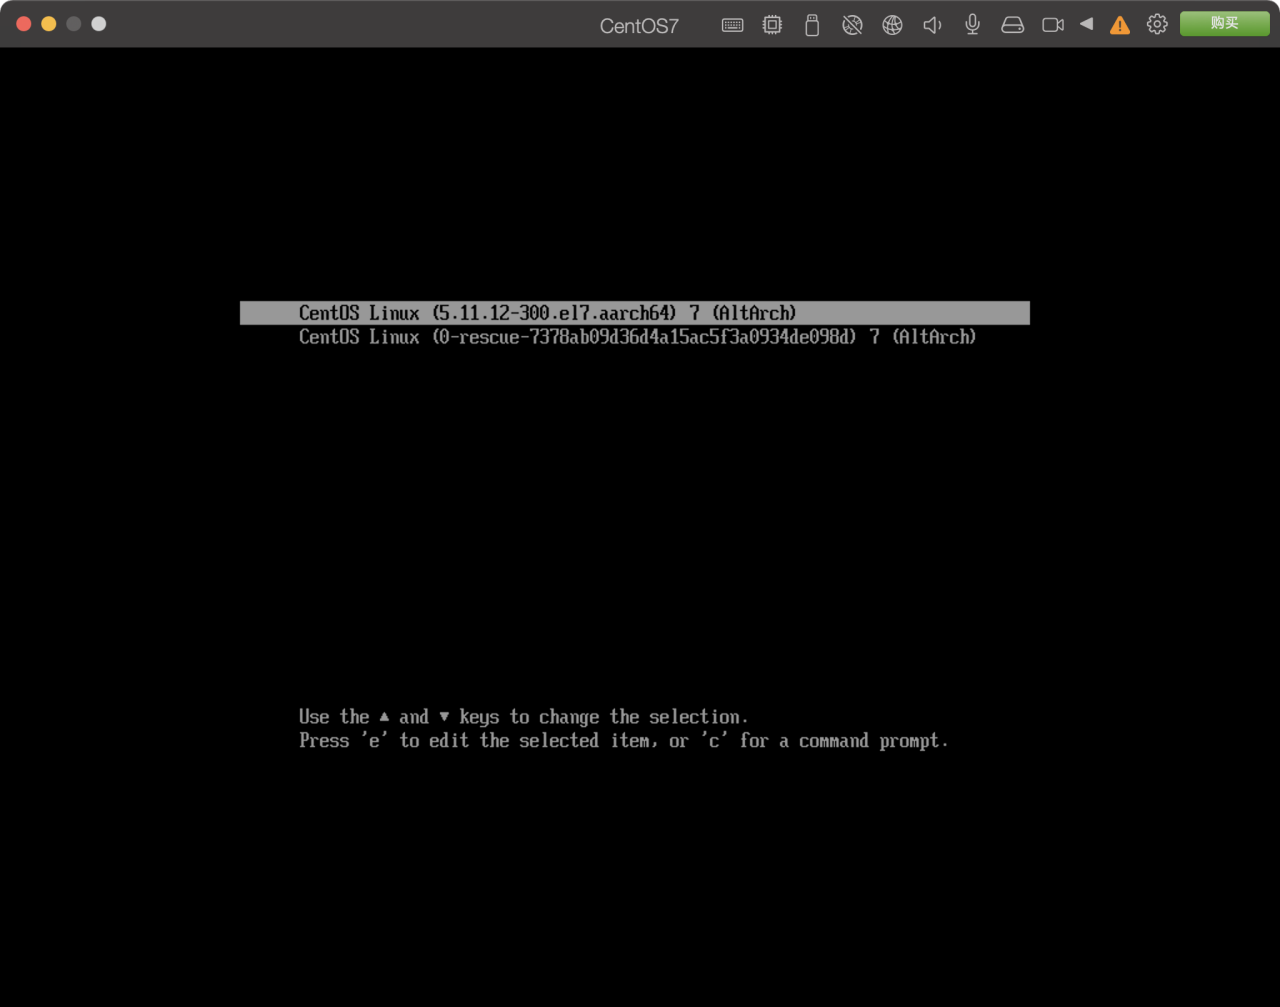 CentOS7
购买
CentOS Linux (5.11.12-300.el7.aarch64) 7 (AltArch)
CentOS Linux (0-rescue-7378ab09d36d4a15ac5f3a0934de098d) 7 (AltArch)
Use the ▲ and ▼ keys to change the selection.
Press 'e' to edit the selected item, or 'c' for a command prompt.